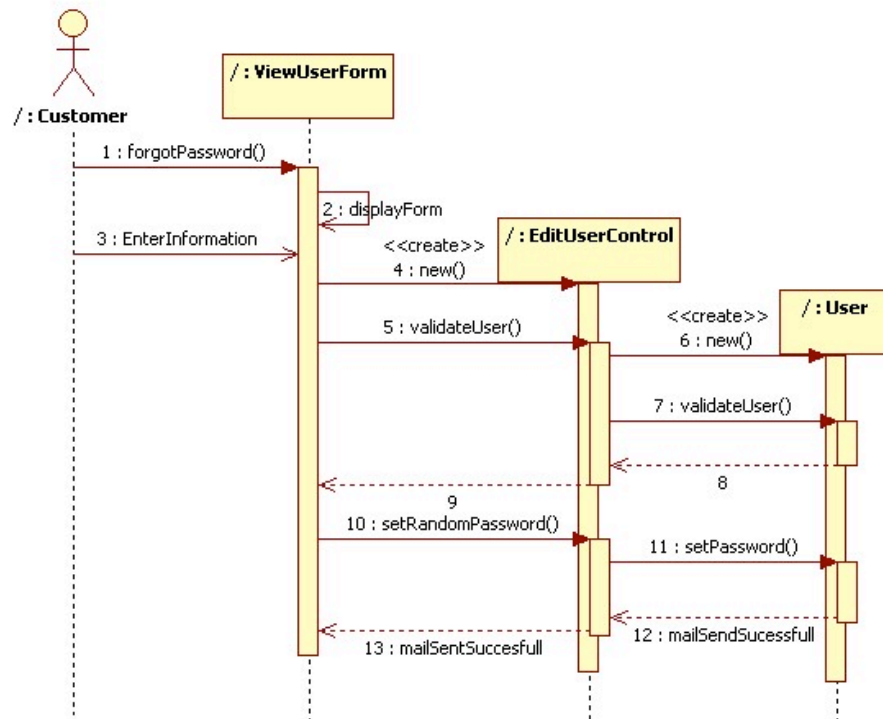 / : Customer
/ : ViewUserForm
1 : forgotPassword()
2 : displayForm
3 : EnterInformation
/ : EditUserControl
<<create>>
4 : new()
/ : User
<<create>>
5 : validateUser()
6 : new()
7 : validateUser()
8
9
10 : setRandomPassword()
11 : setPassword()
12 : mailSendSucessfull
13 : mailSentSuccesfull